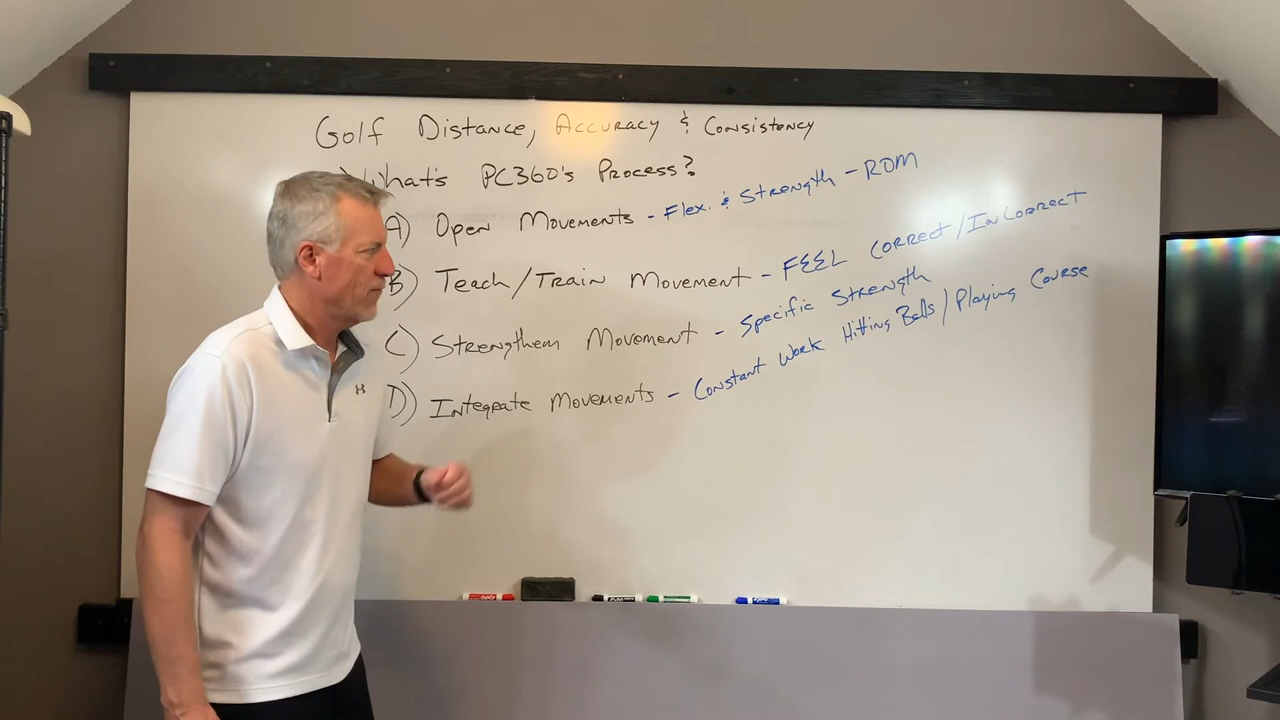 Golf Distance, Accuracy & Consistency
What's PC360's Process?
A) Open Movements - Flex. & Strength - ROM
B) Teach/Train Movement - FEEL Correct/InCorrect
C) Strengthem Movement - Specific Strength
D) Integrate Movements - Constant Work Hitting Balls/Playing Course